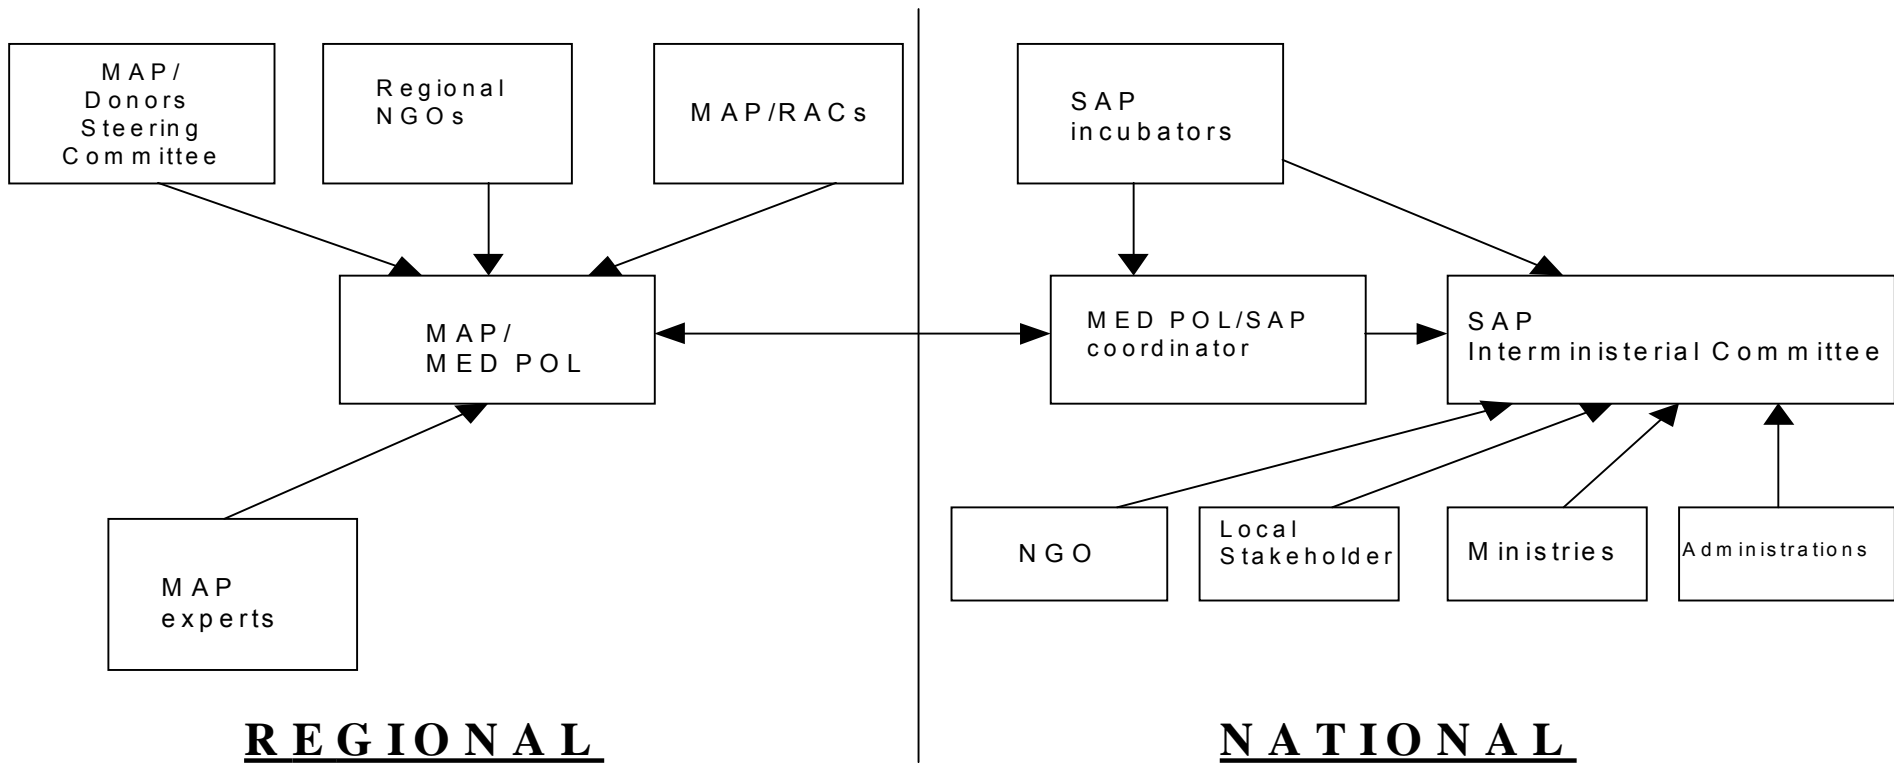 MAP/
Donors
Steering
Committee
Regional
NGOs
MAP/RACs
SAP
incubators
MAP/
MED POL
MED POL/SAP
coordinator
SAP
Interministerial Committee
MAP
experts
NGO
Local
Stakeholder
Ministries
Administrations
REGIONAL
NATIONAL